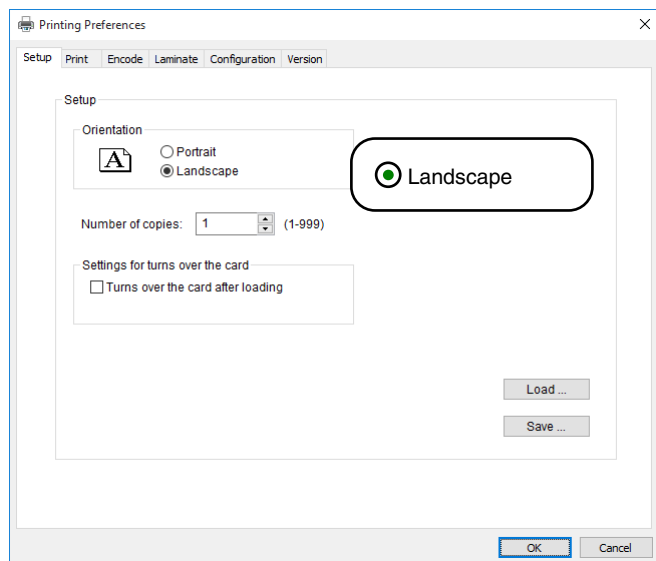 Printing Preferences
Setup Print Encode Laminate Configuration Version
Setup
Orientation
A
Portrait
Landscape
Landscape
Number of copies: 1 (1-999)
Settings for turns over the card
Turns over the card after loading
Load ...
Save ...
OK Cancel